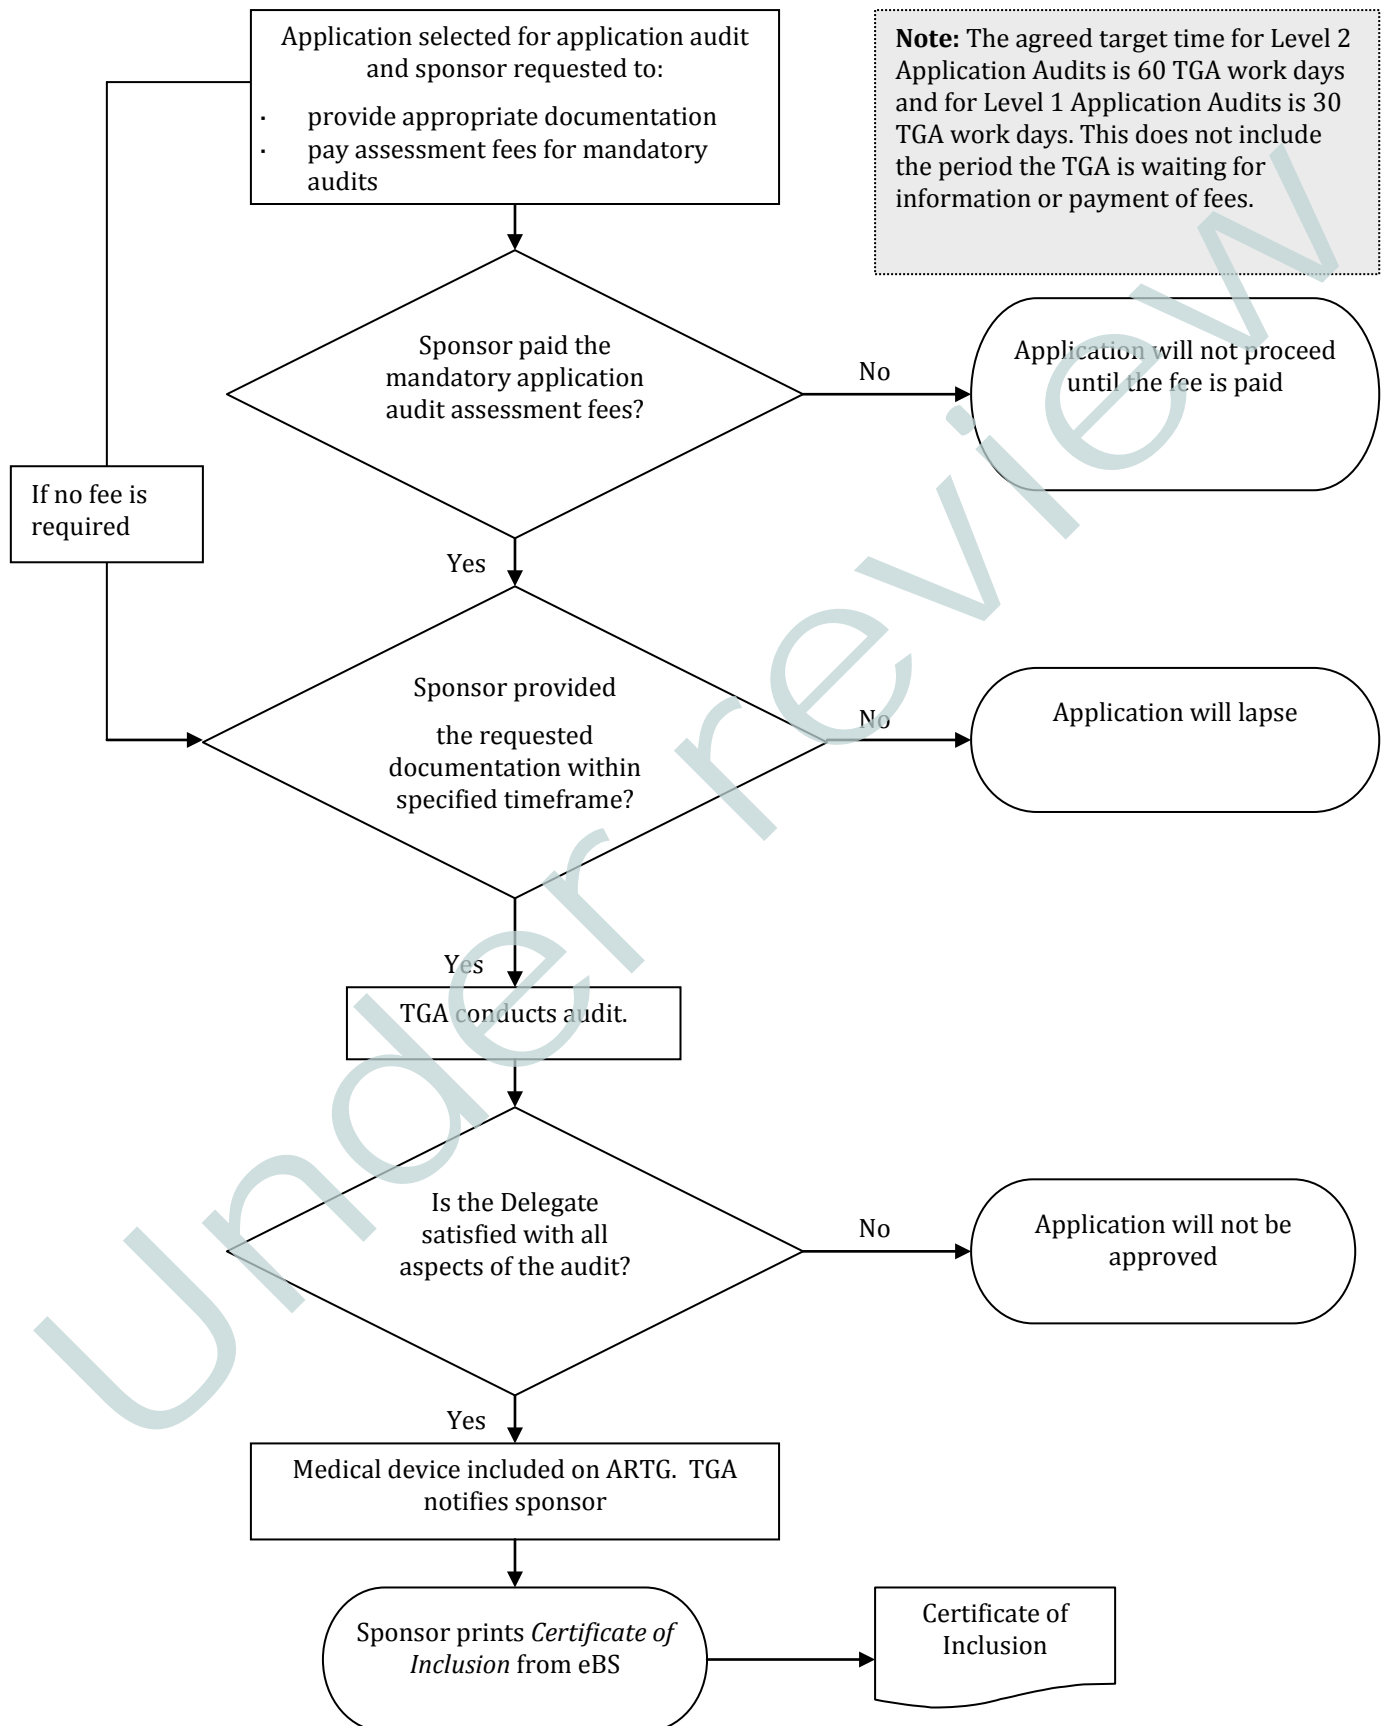 Application selected for application audit
and sponsor requested to:
· provide appropriate documentation
· pay assessment fees for mandatory
audits
Note: The agreed target time for Level 2
Application Audits is 60 TGA work days
and for Level 1 Application Audits is 30
TGA work days. This does not include
the period the TGA is waiting for
information or payment of fees.
Sponsor paid the
mandatory application
audit assessment fees?
No
Application will not proceed
until the fee is paid
If no fee is
required
Yes
Sponsor provided
the requested
documentation within
specified timeframe?
No
Application will lapse
Yes
TGA conducts audit.
Is the Delegate
satisfied with all
aspects of the audit?
No
Application will not be
approved
Yes
Medical device included on ARTG.  TGA
notifies sponsor
Sponsor prints Certificate of
Inclusion from eBS
Certificate of
Inclusion
Under review